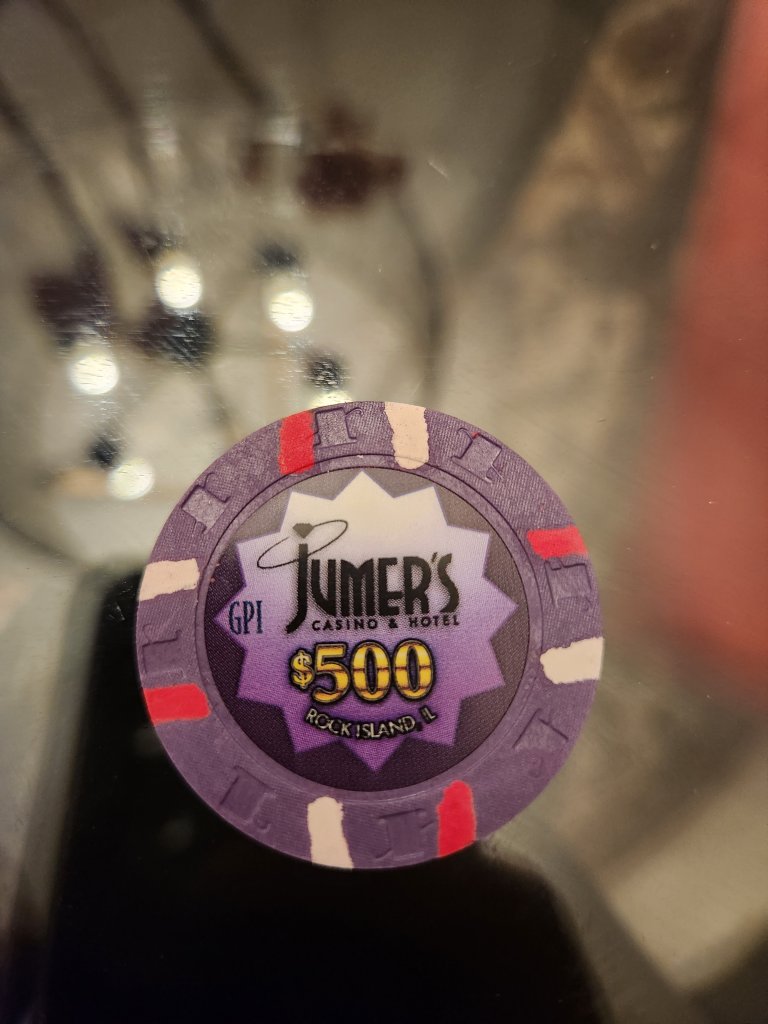 JUMER'S
CASINO & HOTEL
GPI
$500
ROCK ISLAND, IL